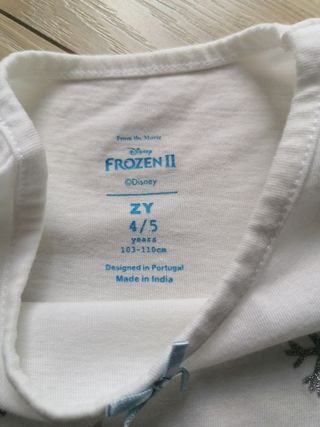 From the Movie
Disney
FROZEN II
©Disney
ZY
4/5
years
103-110cm
Designed in Portugal
Made in India